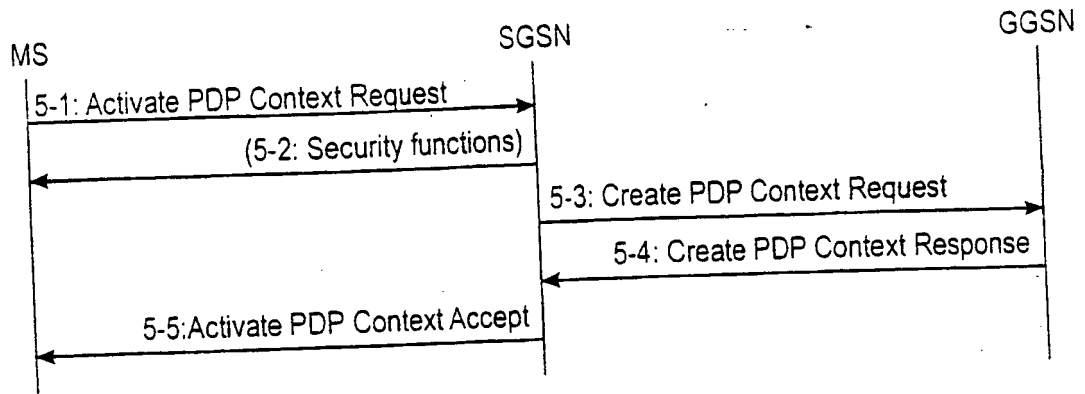 MS
SGSN
GGSN
5-1: Activate PDP Context Request
(5-2: Security functions)
5-3: Create PDP Context Request
5-4: Create PDP Context Response
5-5:Activate PDP Context Accept